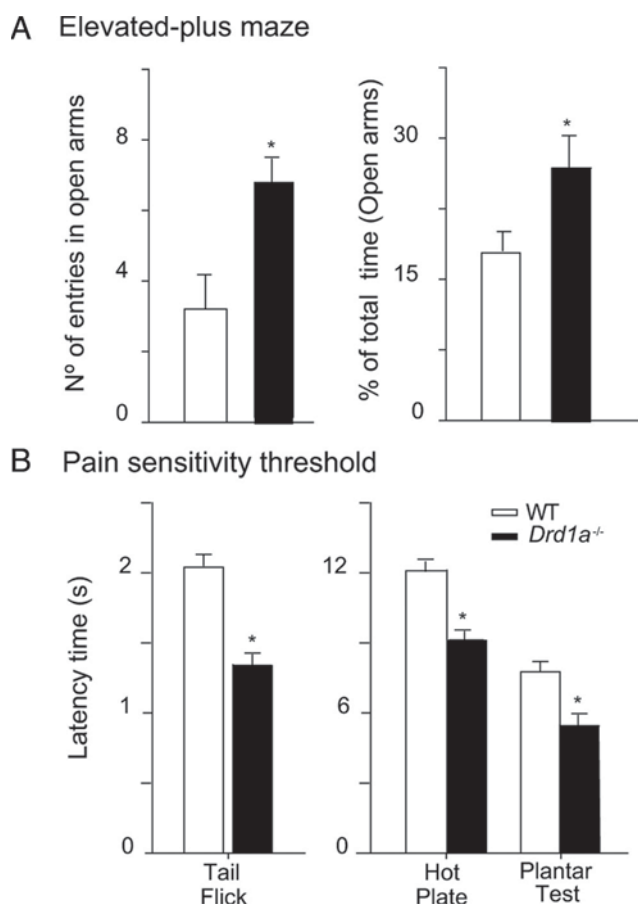 A Elevated-plus maze
Nº of entries in open arms
8
4
0
*
% of total time (Open arms)
30
15
0
*
B Pain sensitivity threshold
Latency time (s)
2
1
0
*
Tail
Flick
WT
Drd1a-/-
12
6
0
*
*
Hot
Plate
Plantar
Test